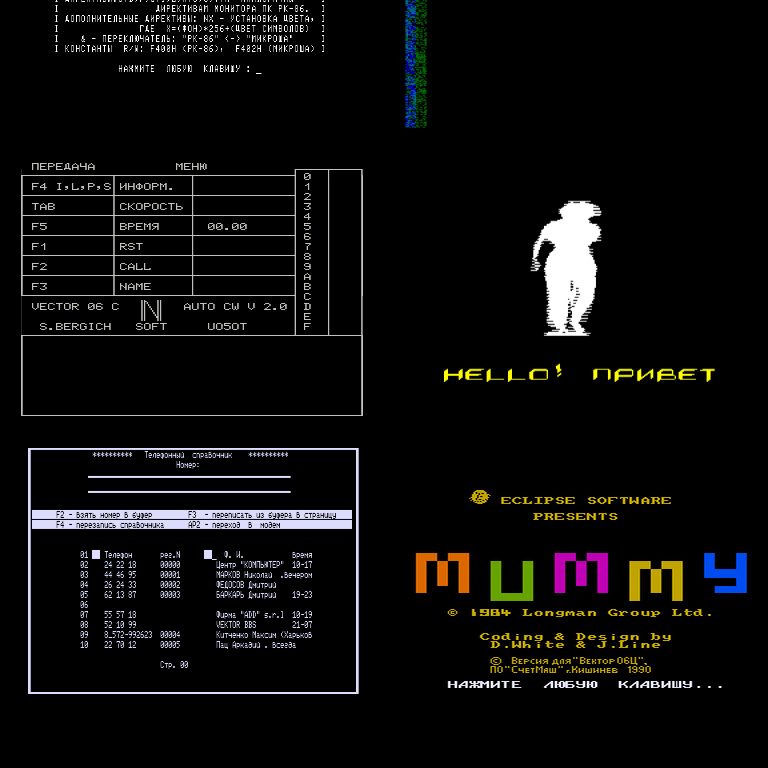 ДИРЕКТИВАМ МОНИТОРА ПК РК-86.
I ДОПОЛНИТЕЛЬНЫЕ ДИРЕКТИВЫ: NX - УСТАНОВКА ЦВЕТА, I
I ГДЕ X=(ФОН)*256+(ЦВЕТ СИМВОЛОВ) I
I & - ПЕРЕКЛЮЧАТЕЛЬ: "РК-86" <-> "МИКРОША" I
I КОНСТАНТЫ R/W: F400H (РК-86), F402H (МИКРОША) I
НАЖМИТЕ ЛЮБУЮ КЛАВИШУ : _
ПЕРЕДАЧА МЕНЮ
F4 I,L,P,S ИНФОРМ.
TAB СКОРОСТЬ
F5 ВРЕМЯ 00.00
F1 RST
F2 CALL
F3 NAME
VECTOR 06 C N AUTO CW V 2.0
S.BERGICH SOFT UO5OT
0
1
2
3
4
5
6
7
8
9
A
B
C
D
E
F
HELLO! ПРИВЕТ
********** Телефонный справочник **********
Номер:
F2 - взять номер в буфер F3 - переписать из буфера в страницу
F4 - перезапись справочника АР2 - переход в модем
01 Телефон рег.N _ Ф. И. Время
02 24 22 18 00000 Центр "КОМПЬЮТЕР" 10-17
03 44 46 95 00001 МАРКОВ Николай .Вечером
04 26 24 33 00002 ФЕДОСОВ Дмитрий
05 62 13 87 00003 БАРКАРЬ Дмитрий 19-23
06
07 55 57 18 Фирма "ADD" s.r.l 10-19
08 52 10 99 VEKTOR BBS 21-07
09 8_572-992623 00004 Китченко Максим (Харьков
10 22 70 12 00005 Пац Аркадий . Всегда
Стр. 00
ECLIPSE SOFTWARE
PRESENTS
MUMMY
© 1984 Longman Group Ltd.
Coding & Design by
D.White & J.Line
© Версия для "Вектор 06Ц".
ПО "СчетМаш" г.Кишинев 1990
НАЖМИТЕ ЛЮБУЮ КЛАВИШУ...